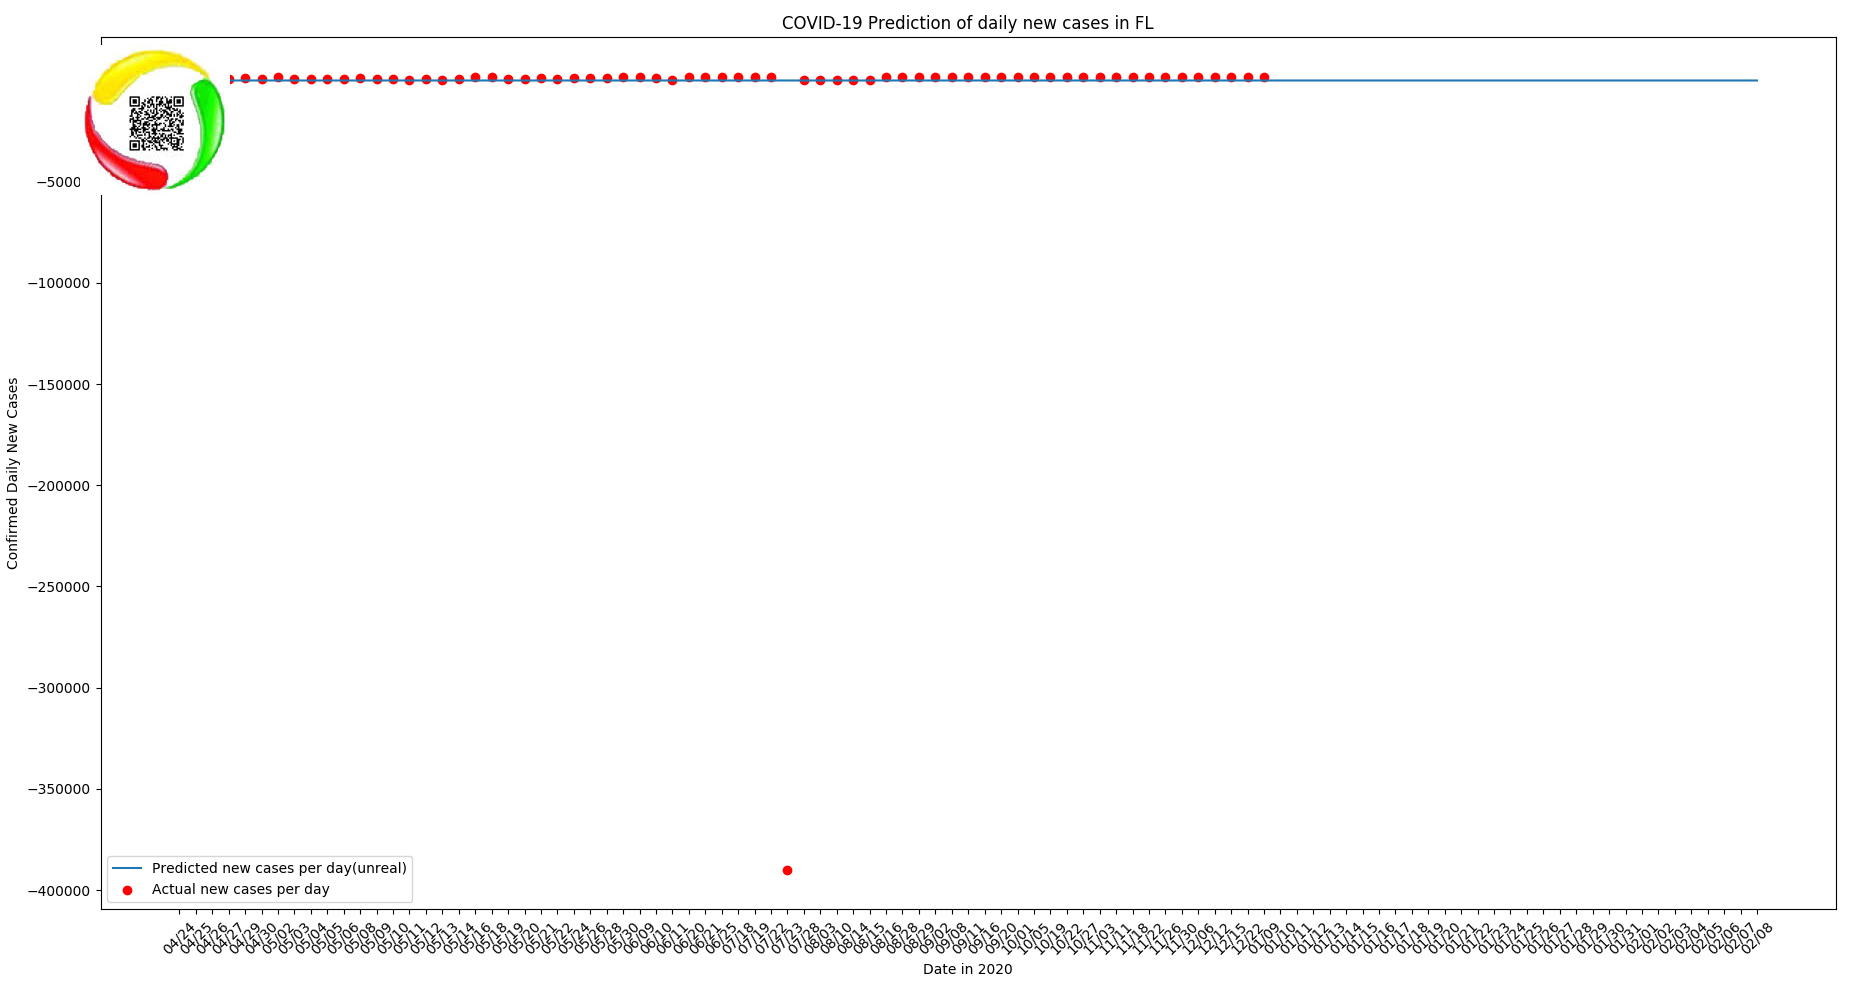 COVID-19 Prediction of daily new cases in FL
−5000
−100000
−150000
−200000
−250000
−300000
−350000
−400000
Confirmed Daily New Cases
Predicted new cases per day(unreal)
Actual new cases per day
04/24 04/25 04/26 04/27 04/29 04/30 05/02 05/03 05/04 05/05 05/06 05/08 05/09 05/10 05/11 05/12 05/13 05/14 05/16 05/18 05/19 05/20 05/21 05/22 05/24 05/26 05/28 05/30 06/09 06/10 06/11 06/20 06/21 06/25 07/18 07/19 07/22 07/23 07/28 08/03 08/10 08/14 08/15 08/16 08/28 08/29 09/02 09/08 09/11 09/16 09/20 10/01 10/05 10/19 10/22 10/27 11/03 11/11 11/18 11/22 11/26 11/30 12/06 12/12 12/15 12/22 01/09 01/10 01/11 01/12 01/13 01/14 01/15 01/16 01/17 01/18 01/19 01/20 01/21 01/22 01/23 01/24 01/25 01/26 01/27 01/28 01/29 01/30 01/31 02/01 02/02 02/03 02/04 02/05 02/06 02/07 02/08
Date in 2020